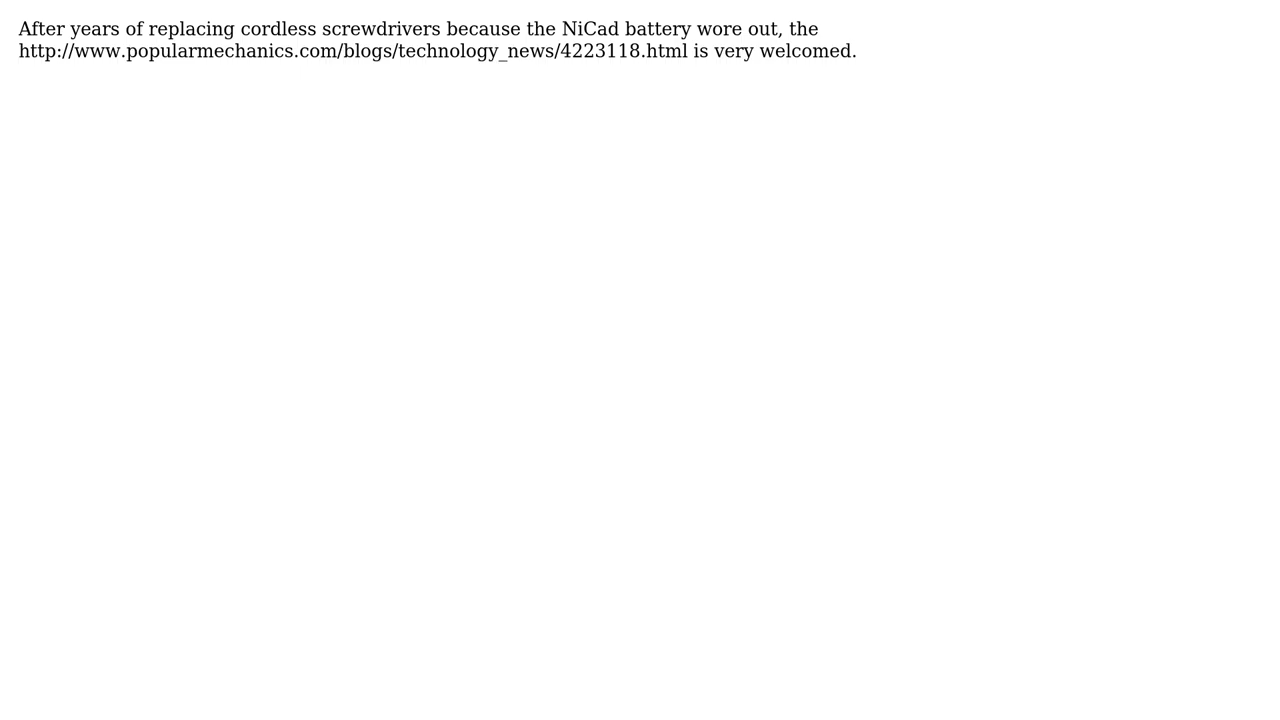 After years of replacing cordless screwdrivers because the NiCad battery wore out, the
http://www.popularmechanics.com/blogs/technology_news/4223118.html is very welcomed.